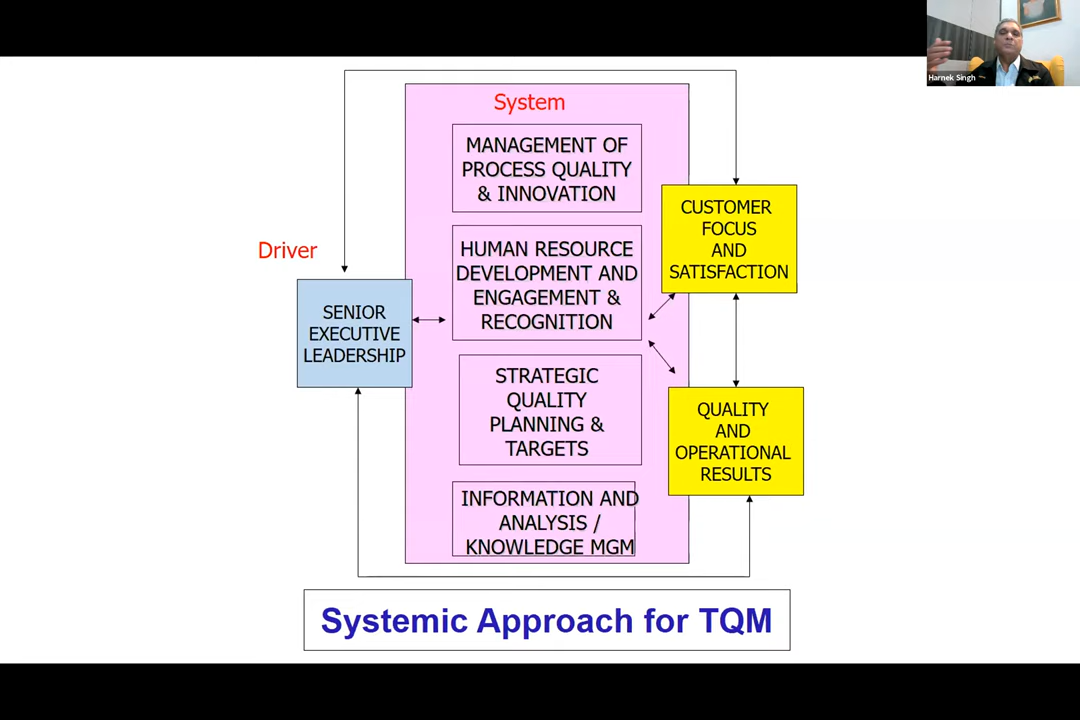 Harnek Singh
System
MANAGEMENT OF
PROCESS QUALITY
& INNOVATION
HUMAN RESOURCE
DEVELOPMENT AND
ENGAGEMENT &
RECOGNITION
STRATEGIC
QUALITY
PLANNING &
TARGETS
INFORMATION AND
ANALYSIS /
KNOWLEDGE MGM
Driver
SENIOR
EXECUTIVE
LEADERSHIP
CUSTOMER
FOCUS
AND
SATISFACTION
QUALITY
AND
OPERATIONAL
RESULTS
Systemic Approach for TQM